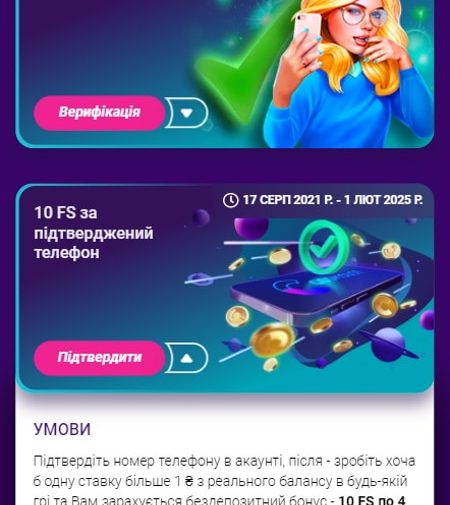 Верифікація
17 СЕРП 2021 Р. - 1 ЛЮТ 2025 Р.
10 FS за
підтверджений
телефон
Підтвердити
УМОВИ
Підтвердіть номер телефону в акаунті, після - зробіть хоча
б одну ставку більше 1 ₴ з реального балансу в будь-якій
грі та Вам зарахується бездепозитний бонус - 10 FS по 4